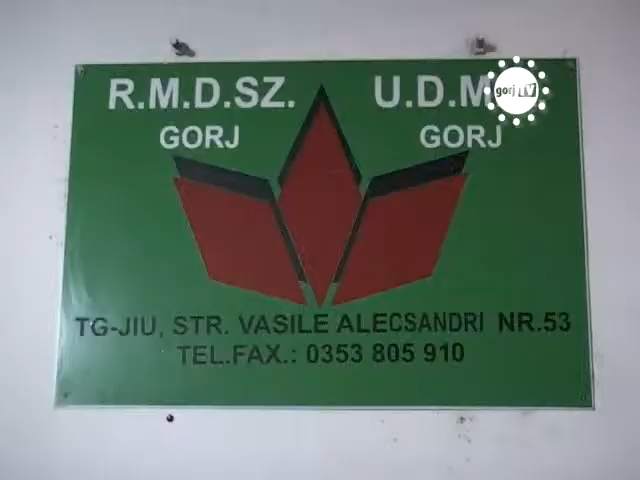 R.M.D.SZ. U.D.M
GORJ GORJ
gorj TV
TG-JIU, STR. VASILE ALECSANDRI NR.53
TEL.FAX.: 0353 805 910